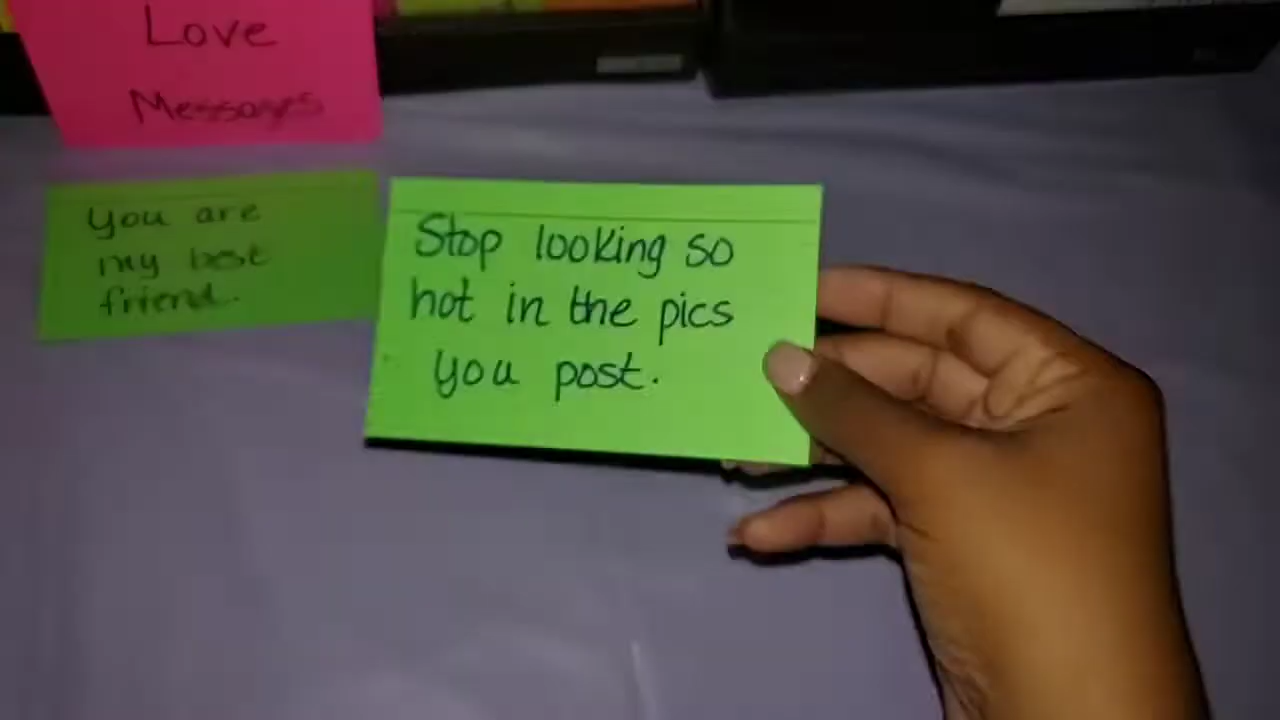 Love
Messages
You are
my best
friend.
Stop looking so
hot in the pics
you post.